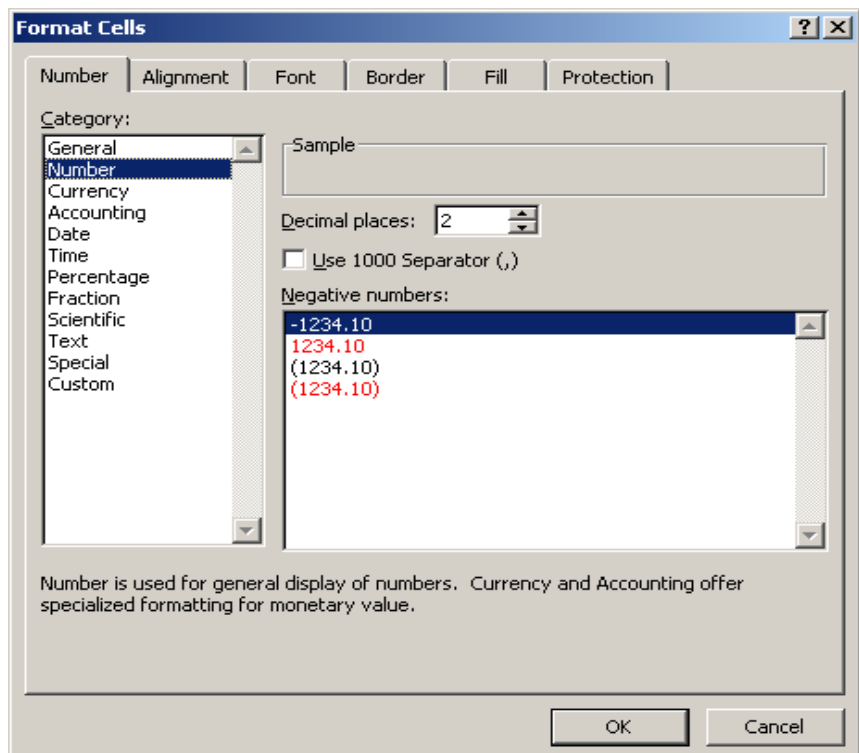 Format Cells
Number Alignment Font Border Fill Protection
Category:
General
Number
Currency
Accounting
Date
Time
Percentage
Fraction
Scientific
Text
Special
Custom
Sample
Decimal places: 2
Use 1000 Separator (,)
Negative numbers:
-1234.10
1234.10
(1234.10)
(1234.10)
Number is used for general display of numbers. Currency and Accounting offer
specialized formatting for monetary value.
OK Cancel